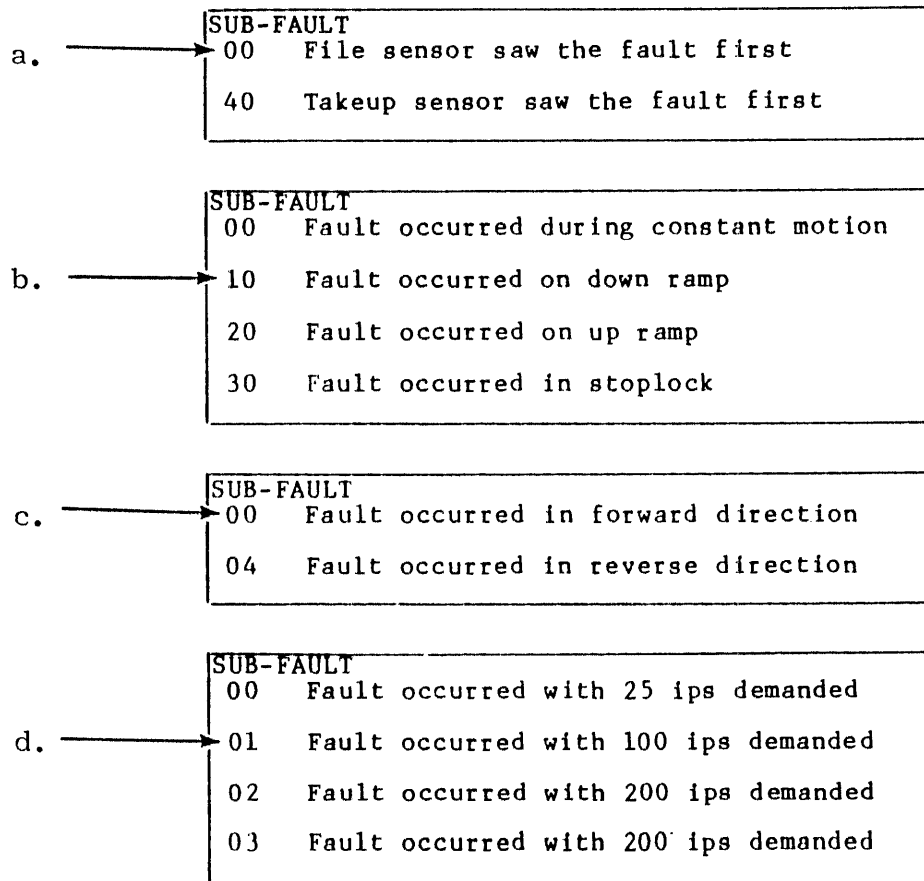 SUB-FAULT
a. 00 File sensor saw the fault first
40 Takeup sensor saw the fault first
SUB-FAULT
00 Fault occurred during constant motion
b. 10 Fault occurred on down ramp
20 Fault occurred on up ramp
30 Fault occurred in stoplock
SUB-FAULT
c. 00 Fault occurred in forward direction
04 Fault occurred in reverse direction
SUB-FAULT
00 Fault occurred with 25 ips demanded
d. 01 Fault occurred with 100 ips demanded
02 Fault occurred with 200 ips demanded
03 Fault occurred with 200 ips demanded